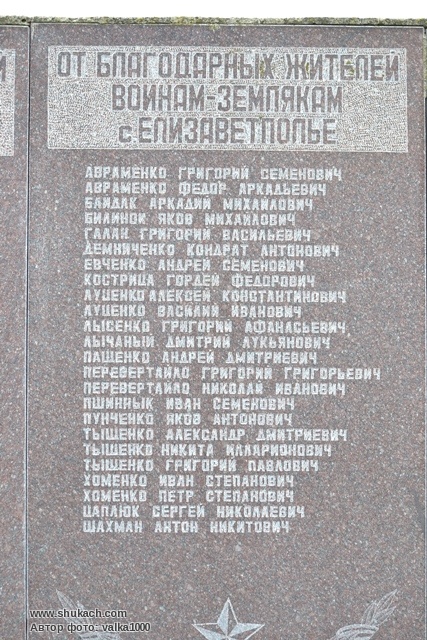 ОТ БЛАГОДАРНЫХ ЖИТЕЛЕЙ
ВОИНАМ-ЗЕМЛЯКАМ
с.ЕЛИЗАВЕТПОЛЬЕ
АВРАМЕНКО ГРИГОРИЙ СЕМЕНОВИЧ
АВРАМЕНКО ФЕДОР АРКАДЬЕВИЧ
БАЙДАК АРКАДИЙ МИХАЙЛОВИЧ
БИЛИНОК ЯКОВ МИХАЙЛОВИЧ
ГАЛАН ГРИГОРИЙ ВАСИЛЬЕВИЧ
ДЕМНИЧЕНКО КОНДРАТ АНТОНОВИЧ
ЕВЧЕНКО АНДРЕЙ СЕМЕНОВИЧ
КОСТРИЦА ГОРДЕЙ ФЕДОРОВИЧ
ЛУЦЕНКО АЛЕКСЕЙ КОНСТАНТИНОВИЧ
ЛУЦЕНКО ВАСИЛИЙ ИВАНОВИЧ
ЛЫСЕНКО ГРИГОРИЙ АФАНАСЬЕВИЧ
ЛЫЧАНЫЙ ДМИТРИЙ ЛУКЬЯНОВИЧ
ПАЩЕНКО АНДРЕЙ ДМИТРИЕВИЧ
ПЕРЕВЕРТАЙЛО ГРИГОРИЙ ГРИГОРЬЕВИЧ
ПЕРЕВЕРТАЙЛО НИКОЛАЙ ИВАНОВИЧ
ПШИННЫК ИВАН СЕМЕНОВИЧ
ПУНЧЕНКО ЯКОВ АНТОНОВИЧ
ТЫЩЕНКО АЛЕКСАНДР ДМИТРИЕВИЧ
ТЫЩЕНКО НИКИТА ИЛЛАРИОНОВИЧ
ТЫЩЕНКО ГРИГОРИЙ ПАВЛОВИЧ
ХОМЕНКО ИВАН СТЕПАНОВИЧ
ХОМЕНКО ПЕТР СТЕПАНОВИЧ
ЦАПЛЮК СЕРГЕЙ НИКОЛАЕВИЧ
ШАХМАН АНТОН НИКИТОВИЧ
www.shukach.com
Автор фото: valka1000